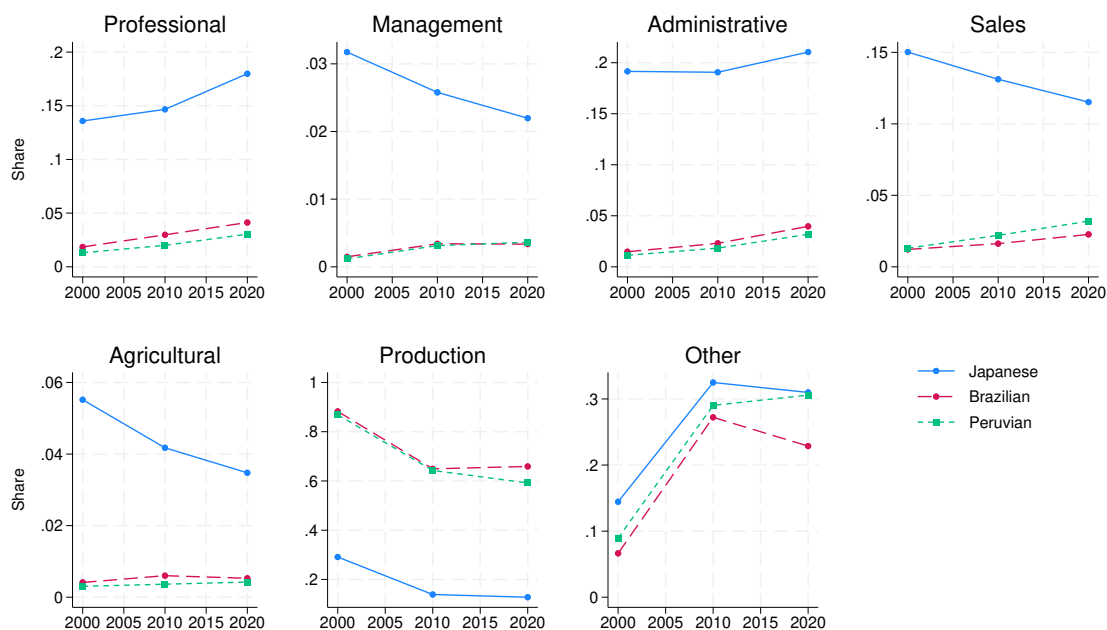 Professional
Management
Administrative
Sales
Share
.2
.15
.1
.05
0
2000 2005 2010 2015 2020
.03
.02
.01
0
2000 2005 2010 2015 2020
.2
.15
.1
.05
0
2000 2005 2010 2015 2020
.15
.1
.05
0
2000 2005 2010 2015 2020
Agricultural
Production
Other
Share
.06
.04
.02
0
2000 2005 2010 2015 2020
1
.8
.6
.4
.2
2000 2005 2010 2015 2020
.3
.2
.1
0
2000 2005 2010 2015 2020
Japanese
Brazilian
Peruvian